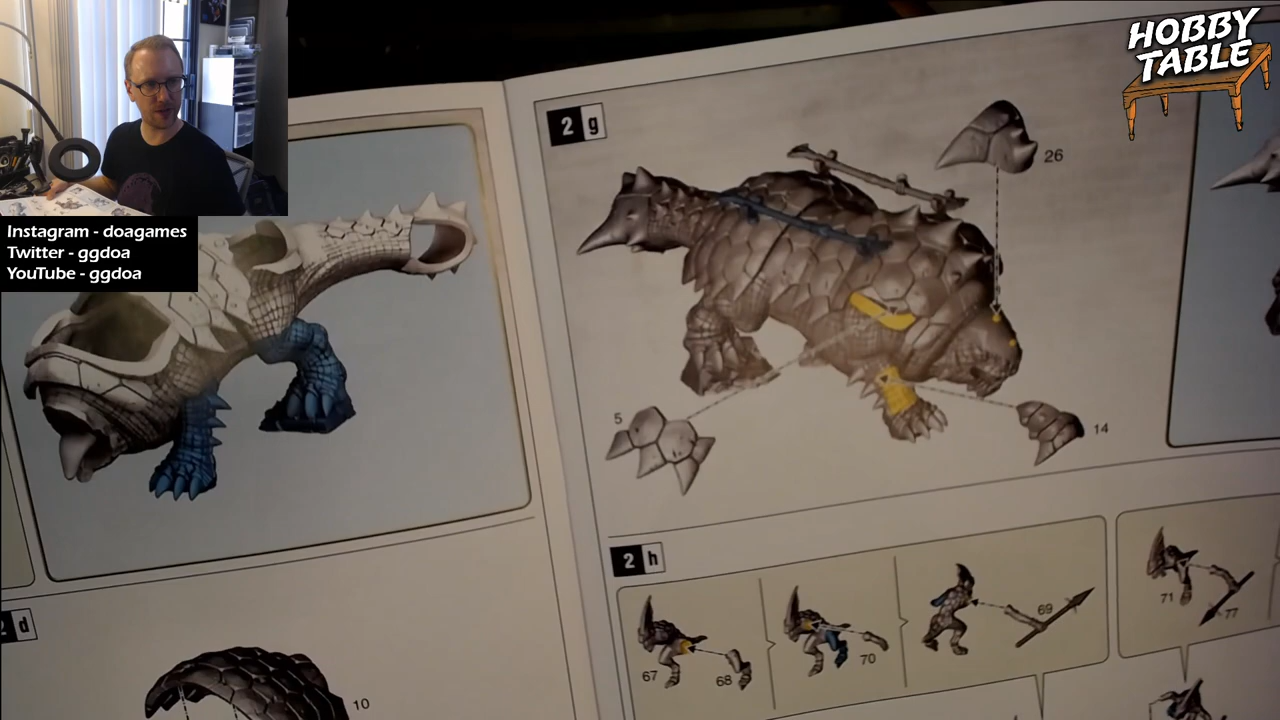 HOBBY
TABLE
Instagram - doagames
Twitter - ggdoa
YouTube - ggdoa
2 g
26
5
14
2 h
67
68
70
69
71
77
2 d
10